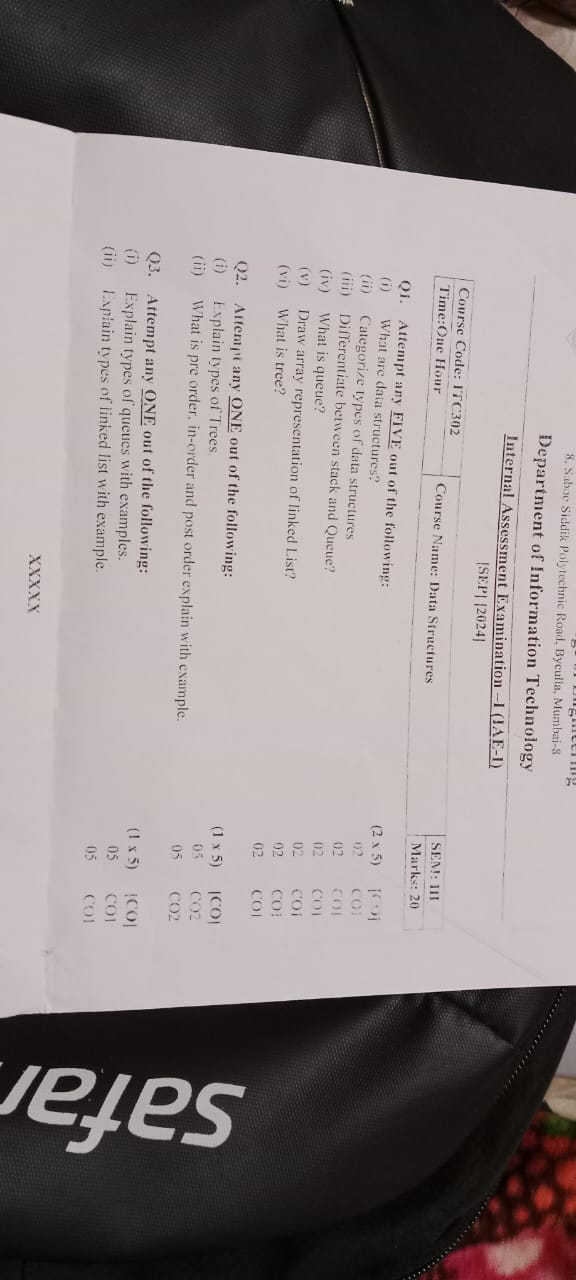 of Engineering
8, Saboo Siddik Polytechnic Road, Byculla, Mumbai-8
Department of Information Technology
Internal Assessment Examination –I (IAE-I)
[SEP] [2024]
Course Code: ITC302
Time:One Hour
Course Name: Data Structures
SEM: III
Marks: 20
Q1. Attempt any FIVE out of the following: (2 x 5) [CO]
(i) What are data structures? 02 CO1
(ii) Categorize types of data structures 02 CO1
(iii) Differentiate between stack and Queue? 02 CO1
(iv) What is queue? 02 CO1
(v) Draw array representation of linked List? 02 CO1
(vi) What is tree? 02 CO1
Q2. Attempt any ONE out of the following: (1 x 5) [CO]
(i) Explain types of Trees. 05 CO2
(ii) What is pre order, in-order and post order explain with example. 05 CO2
Q3. Attempt any ONE out of the following: (1 x 5) [CO]
(i) Explain types of queues with examples. 05 CO1
(ii) Explain types of linked list with example. 05 CO1
XXXXX
safar